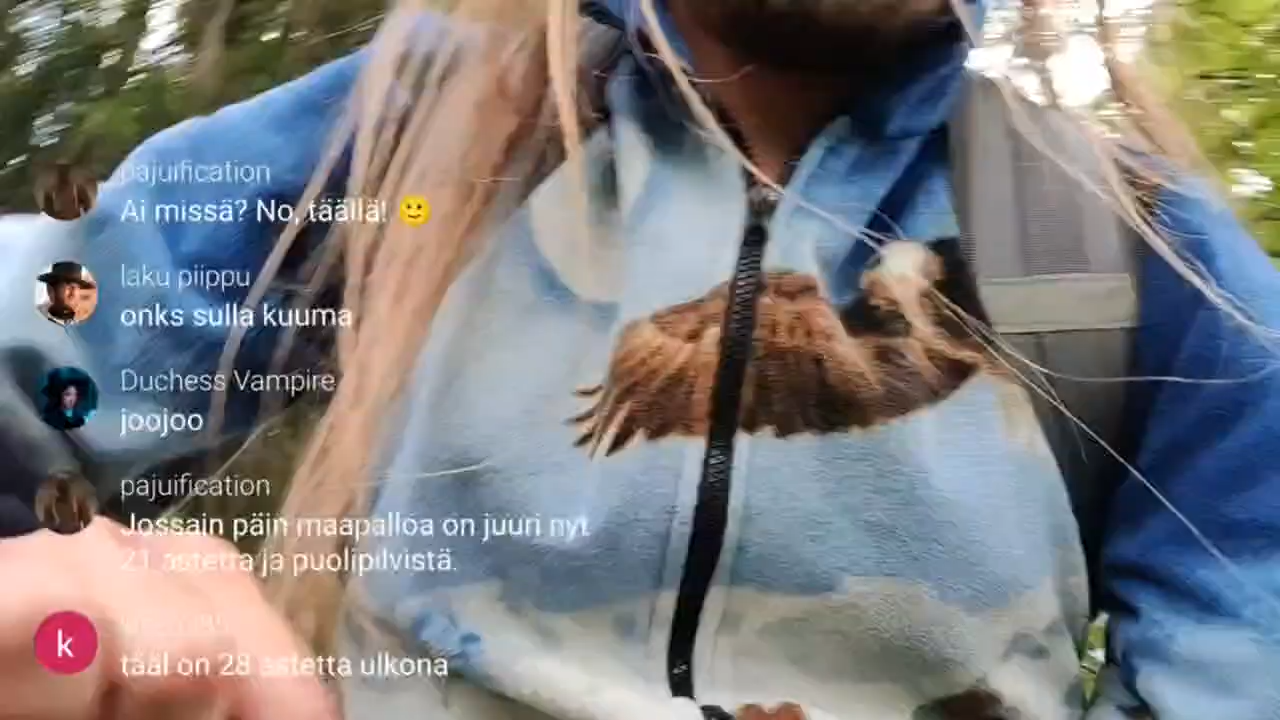 pajuification
Ai missä? No, täällä! 🙂
laku piippu
onks sulla kuuma
Duchess Vampire
joojoo
pajuification
Jossain päin maapalloa on juuri nyt
21 astetta ja puolipilvistä.
k
tääl on 28 astetta ulkona